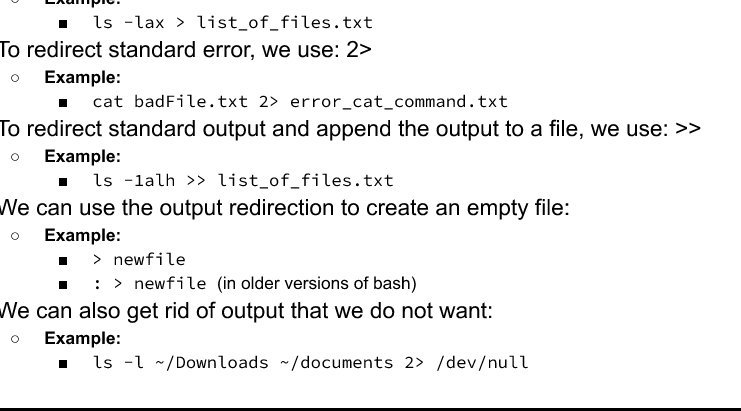 Example:
■ ls -lax > list_of_files.txt
To redirect standard error, we use: 2>
○ Example:
■ cat badFile.txt 2> error_cat_command.txt
To redirect standard output and append the output to a file, we use: >>
○ Example:
■ ls -1alh >> list_of_files.txt
We can use the output redirection to create an empty file:
○ Example:
■ > newfile
■ : > newfile (in older versions of bash)
We can also get rid of output that we do not want:
○ Example:
■ ls -l ~/Downloads ~/documents 2> /dev/null